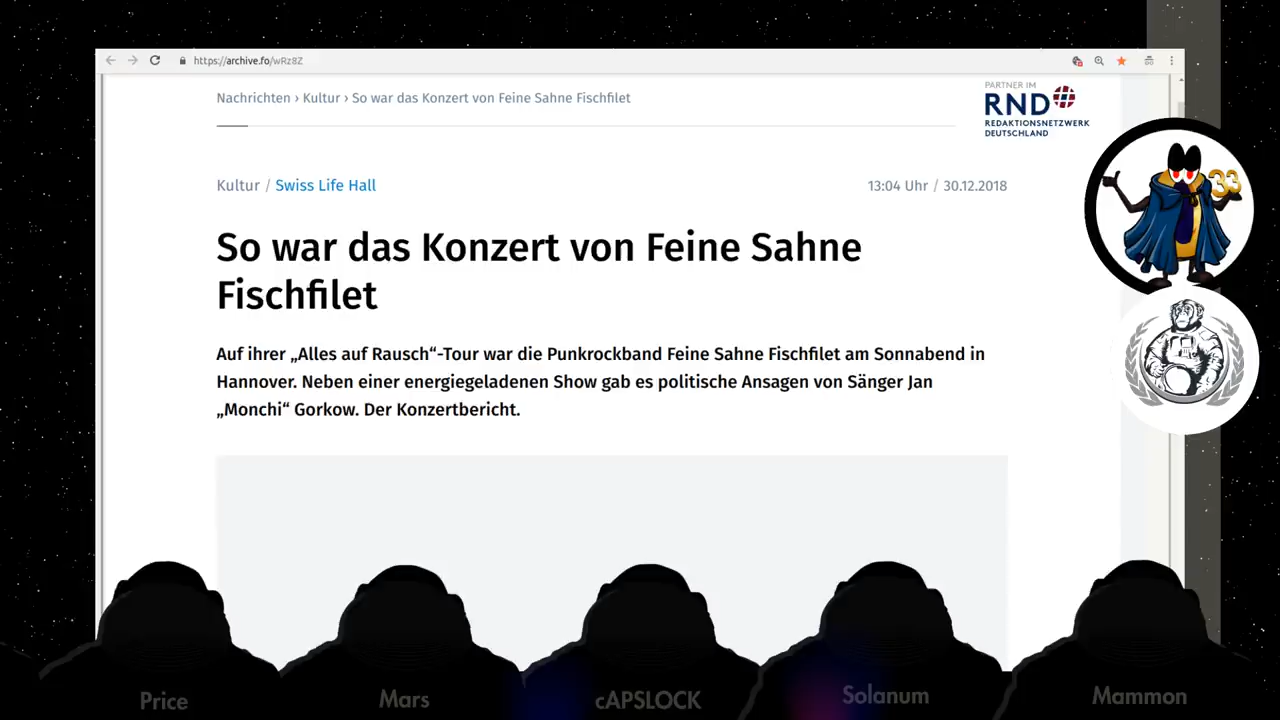 https://archive.fo/wRz8Z
Nachrichten › Kultur › So war das Konzert von Feine Sahne Fischfilet
PARTNER IM
RND
REDAKTIONSNETZWERK
DEUTSCHLAND
Kultur / Swiss Life Hall
13:04 Uhr / 30.12.2018
So war das Konzert von Feine Sahne
Fischfilet
33
Auf ihrer „Alles auf Rausch“-Tour war die Punkrockband Feine Sahne Fischfilet am Sonnabend in
Hannover. Neben einer energiegeladenen Show gab es politische Ansagen von Sänger Jan
„Monchi“ Gorkow. Der Konzertbericht.
Price
Mars
cAPSLOCK
Solanum
Mammon